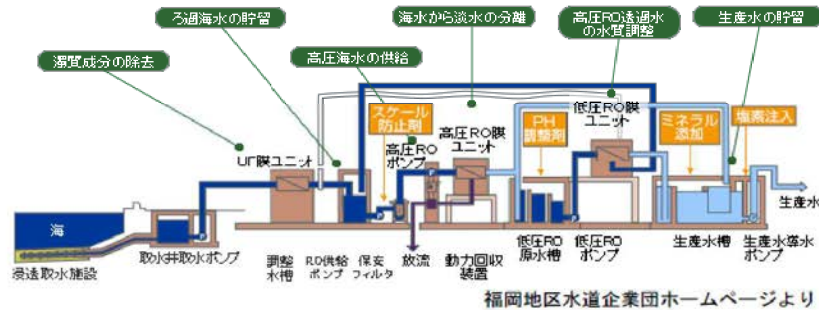 ろ過海水の貯留
海水から淡水の分離
高圧RO透過水
の水質調整
生産水の貯留
濁質成分の除去
高圧海水の供給
スケール
防止剤
低圧RO膜
ユニット
高圧RO膜
ユニット
PH
調整剤
ミネラル
添加
塩素注入
UF膜ユニット
高圧RO
ポンプ
海
生産水
浸透取水施設
取水井取水ポンプ
調整
水槽
RO供給
ポンプ
保安
フィルタ
放流
動力回収
装置
低圧RO
原水槽
低圧RO
ポンプ
生産水槽
生産水導水
ポンプ
福岡地区水道企業団ホームページより